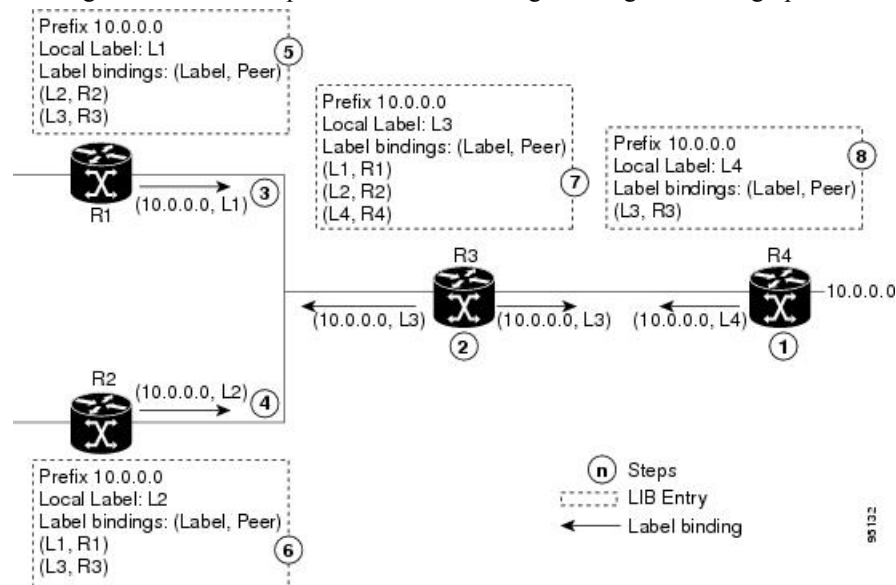 Prefix 10.0.0.0
Local Label: L1
Label bindings: (Label, Peer)
(L2, R2)
(L3, R3)
5
R1
(10.0.0.0, L1)
3
Prefix 10.0.0.0
Local Label: L3
Label bindings: (Label, Peer)
(L1, R1)
(L2, R2)
(L4, R4)
7
Prefix 10.0.0.0
Local Label: L4
Label bindings: (Label, Peer)
(L3, R3)
8
R3
(10.0.0.0, L3)
(10.0.0.0, L3)
2
R4
10.0.0.0
(10.0.0.0, L4)
1
R2
(10.0.0.0, L2)
4
Prefix 10.0.0.0
Local Label: L2
Label bindings: (Label, Peer)
(L1, R1)
(L3, R3)
6
n Steps
LIB Entry
Label binding
95132